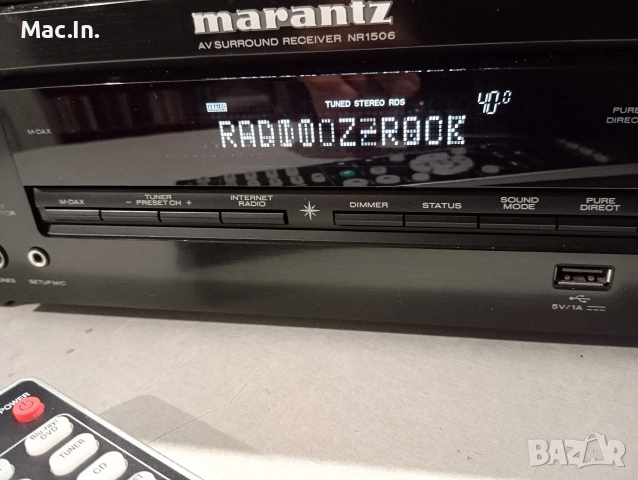 Mac.In.
marantz
AV SURROUND RECEIVER NR1506
TUNED STEREO RDS
40.0
PURE
DIRECT
M-DAX
M-DAX
TUNER
- PRESET CH +
INTERNET
RADIO
DIMMER
STATUS
SOUND
MODE
PURE
DIRECT
SETUP MIC
5V/1A
POWER
Blu-ray/
DVD
TUNER
CD
BAZAR